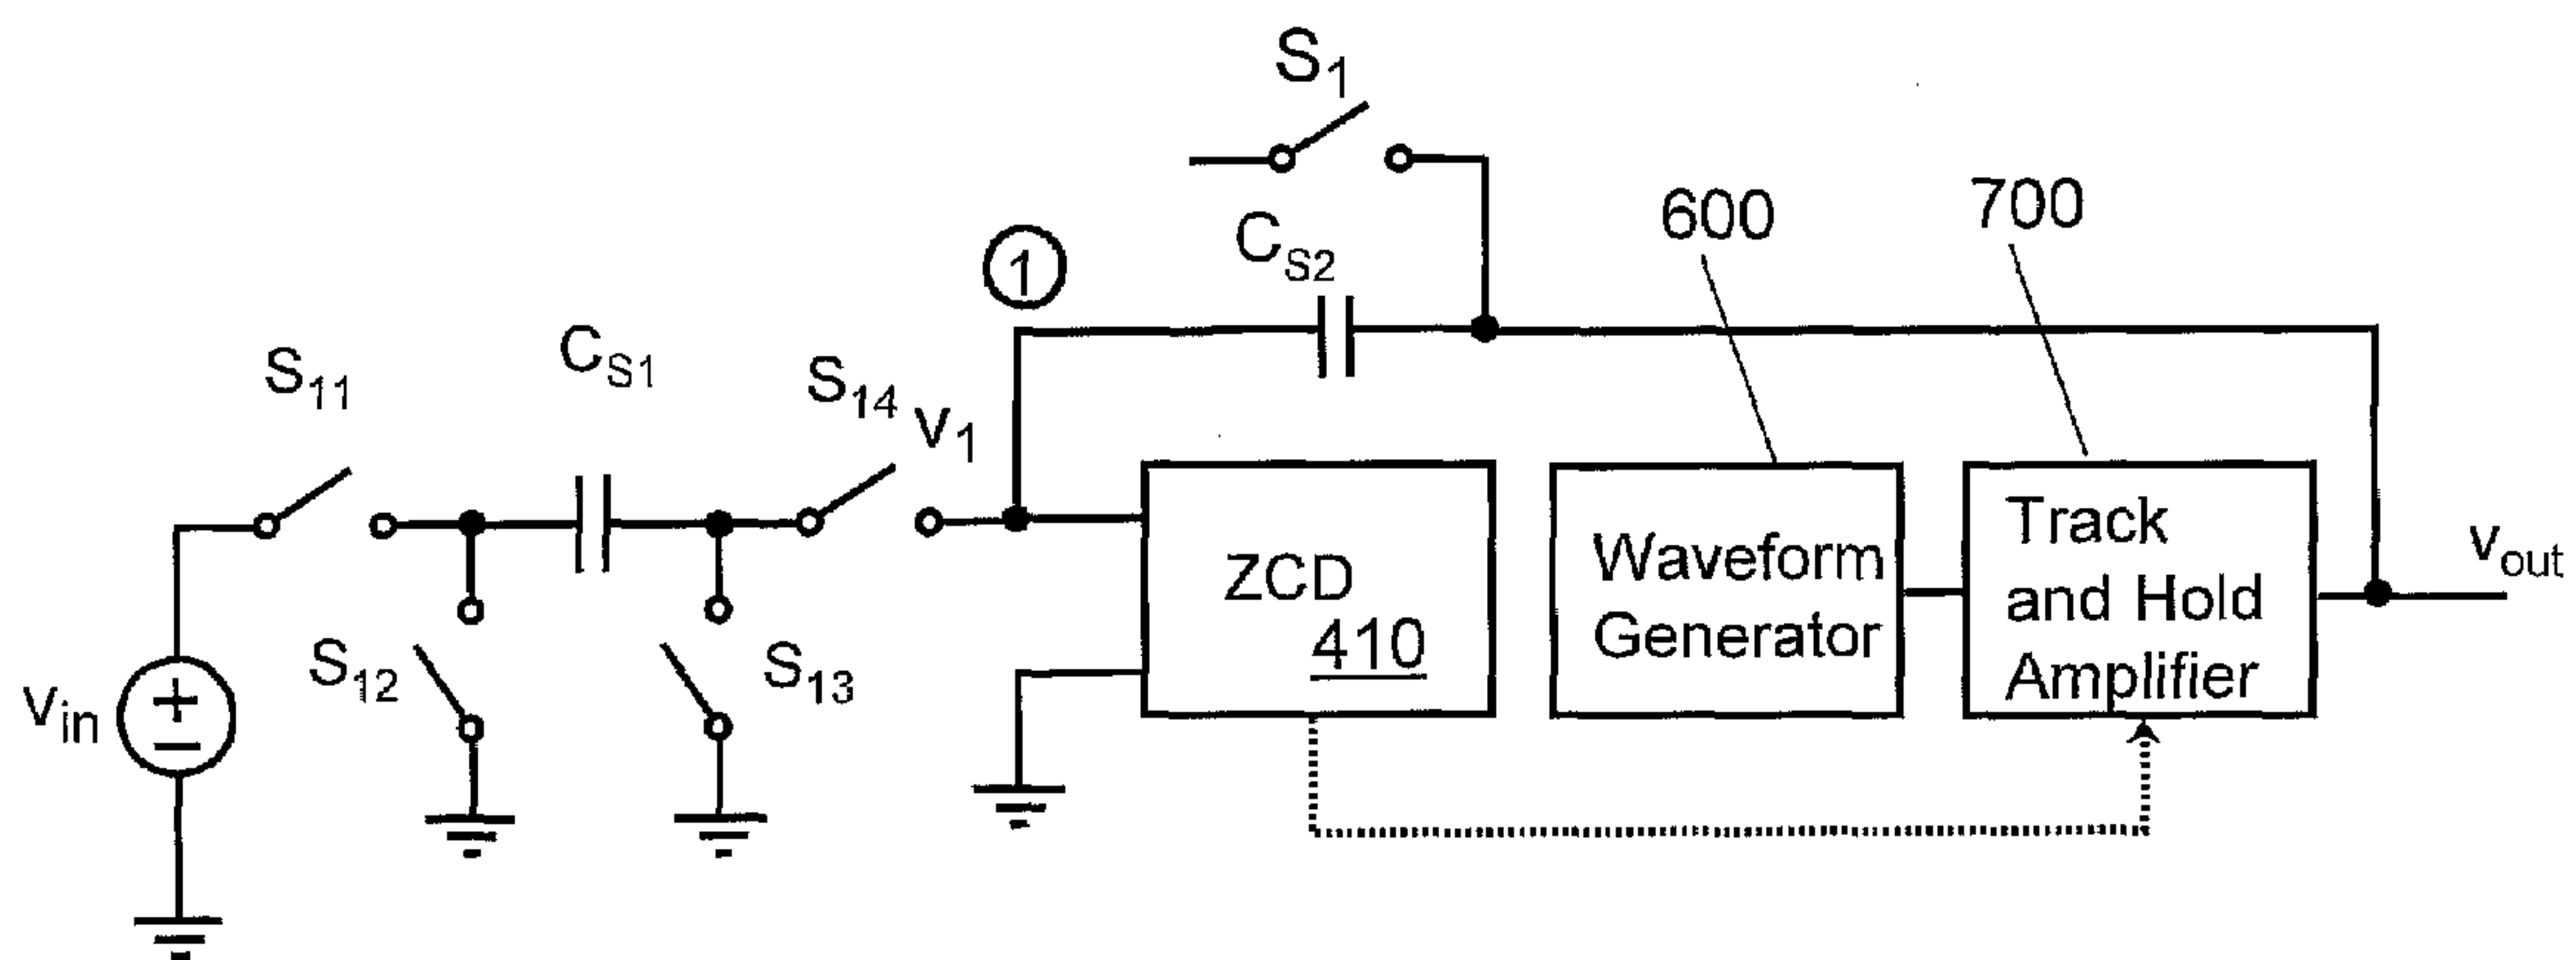 S1
600
700
CS2
1
CS1
S11
S14
v1
ZCD
410
Waveform
Generator
Track
and Hold
Amplifier
vout
S12
S13
vin
+
−